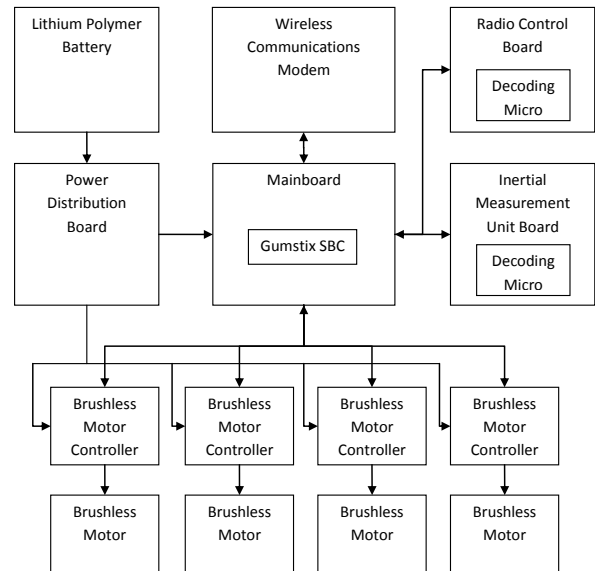 Lithium Polymer
Battery
Wireless
Communications
Modem
Radio Control
Board
Decoding
Micro
Power
Distribution
Board
Mainboard
Gumstix SBC
Inertial
Measurement
Unit Board
Decoding
Micro
Brushless
Motor
Controller
Brushless
Motor
Controller
Brushless
Motor
Controller
Brushless
Motor
Controller
Brushless
Motor
Brushless
Motor
Brushless
Motor
Brushless
Motor